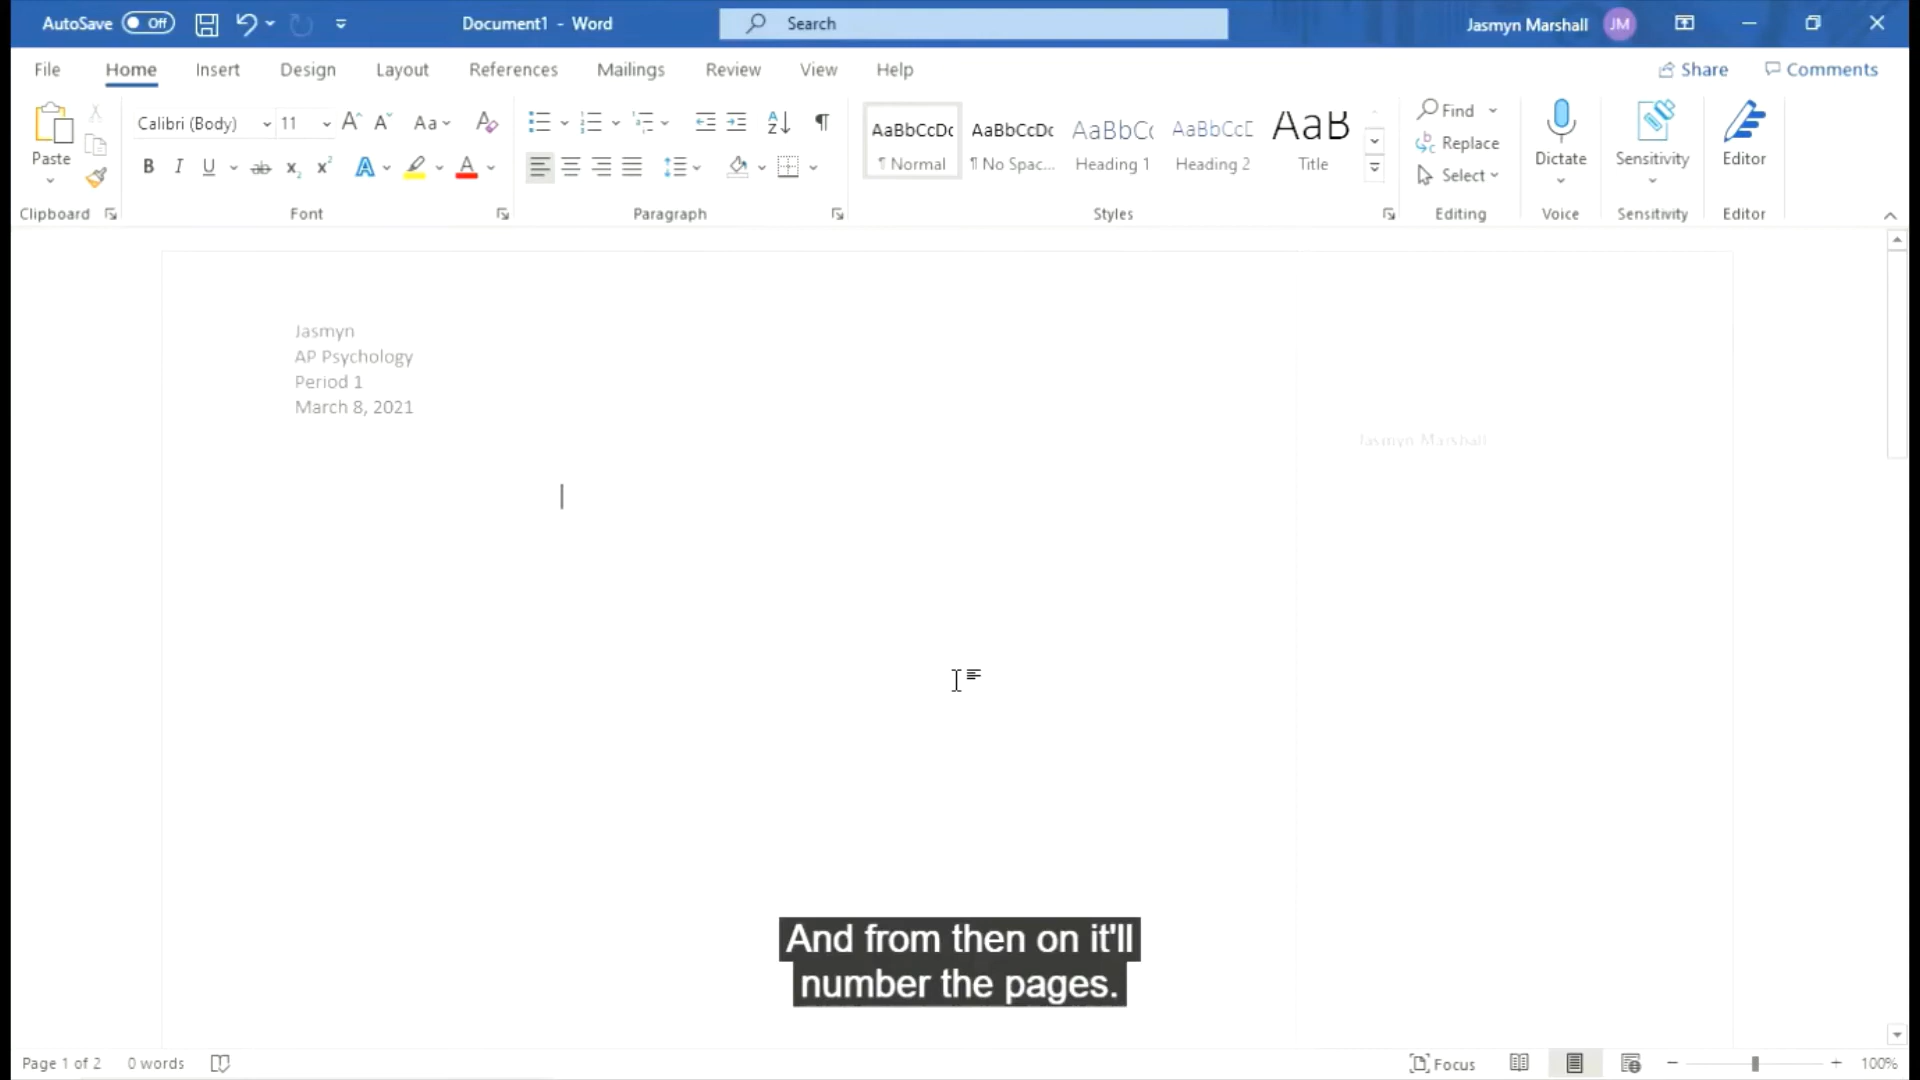 AutoSave Off Document1 - Word Search Jasmyn Marshall JM
File Home Insert Design Layout References Mailings Review View Help Share Comments
Calibri (Body) 11 Aa AaBbCcDc AaBbCcDc AaBbCc AaBbCcD AaB Find
Paste Normal No Spac... Heading 1 Heading 2 Title Replace Dictate Sensitivity Editor
Select
Clipboard Font Paragraph Styles Editing Voice Sensitivity Editor
Jasmyn
AP Psychology
Period 1
March 8, 2021
Jasmyn Marshall
And from then on it'll
number the pages.
Page 1 of 2 0 words Focus 100%